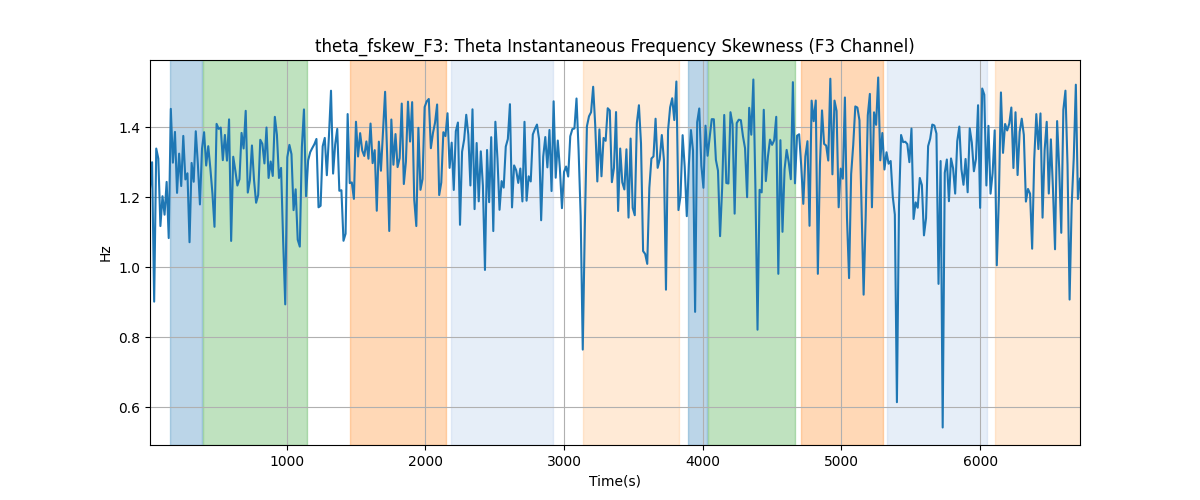 theta_fskew_F3: Theta Instantaneous Frequency Skewness (F3 Channel)
1.4
1.2
1.0
0.8
0.6
Hz
1000 2000 3000 4000 5000 6000
Time(s)